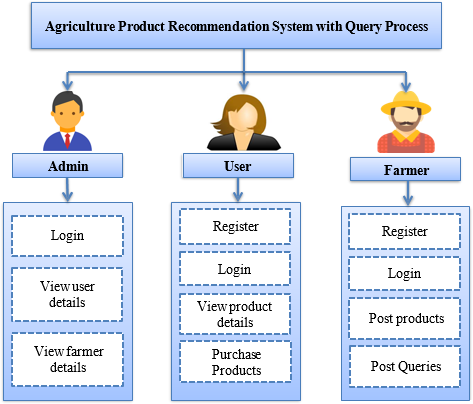 Agriculture Product Recommendation System with Query Process
Admin
User
Farmer
Login
View user
details
View farmer
details
Register
Login
View product
details
Purchase
Products
Register
Login
Post products
Post Queries